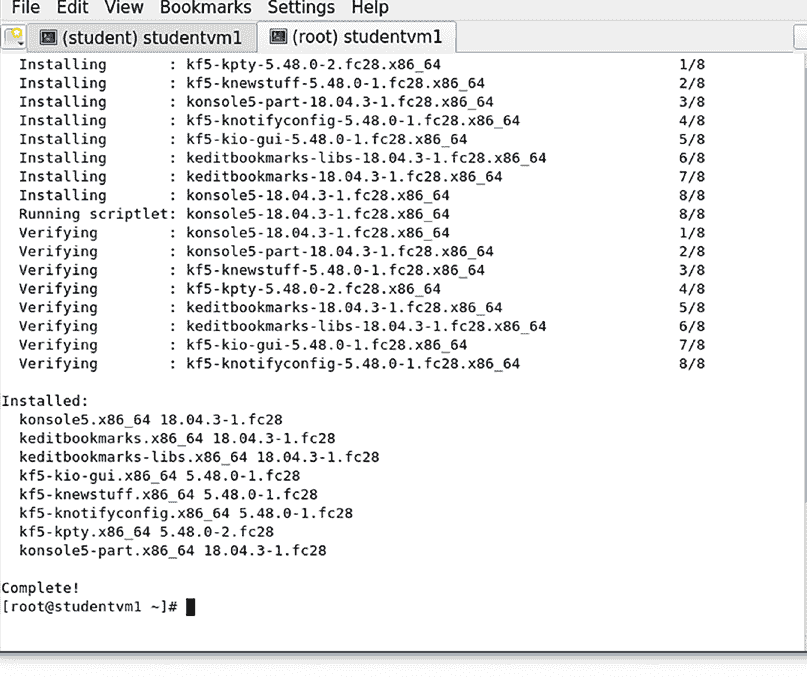 File Edit View Bookmarks Settings Help
(student) studentvm1 (root) studentvm1
Installing : kf5-kpty-5.48.0-2.fc28.x86_64 1/8
Installing : kf5-knewstuff-5.48.0-1.fc28.x86_64 2/8
Installing : konsole5-part-18.04.3-1.fc28.x86_64 3/8
Installing : kf5-knotifyconfig-5.48.0-1.fc28.x86_64 4/8
Installing : kf5-kio-gui-5.48.0-1.fc28.x86_64 5/8
Installing : keditbookmarks-libs-18.04.3-1.fc28.x86_64 6/8
Installing : keditbookmarks-18.04.3-1.fc28.x86_64 7/8
Installing : konsole5-18.04.3-1.fc28.x86_64 8/8
Running scriptlet: konsole5-18.04.3-1.fc28.x86_64 8/8
Verifying : konsole5-18.04.3-1.fc28.x86_64 1/8
Verifying : konsole5-part-18.04.3-1.fc28.x86_64 2/8
Verifying : kf5-knewstuff-5.48.0-1.fc28.x86_64 3/8
Verifying : kf5-kpty-5.48.0-2.fc28.x86_64 4/8
Verifying : keditbookmarks-18.04.3-1.fc28.x86_64 5/8
Verifying : keditbookmarks-libs-18.04.3-1.fc28.x86_64 6/8
Verifying : kf5-kio-gui-5.48.0-1.fc28.x86_64 7/8
Verifying : kf5-knotifyconfig-5.48.0-1.fc28.x86_64 8/8
Installed:
konsole5.x86_64 18.04.3-1.fc28
keditbookmarks.x86_64 18.04.3-1.fc28
keditbookmarks-libs.x86_64 18.04.3-1.fc28
kf5-kio-gui.x86_64 5.48.0-1.fc28
kf5-knewstuff.x86_64 5.48.0-1.fc28
kf5-knotifyconfig.x86_64 5.48.0-1.fc28
kf5-kpty.x86_64 5.48.0-2.fc28
konsole5-part.x86_64 18.04.3-1.fc28
Complete!
[root@studentvm1 ~]#